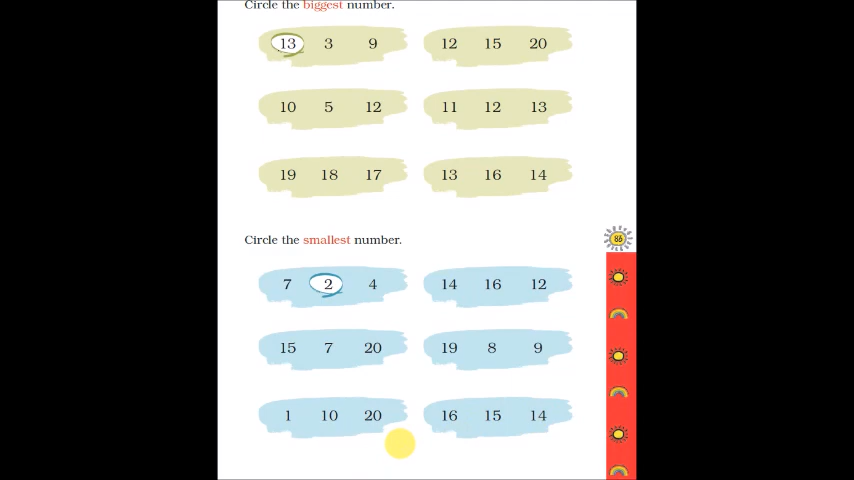 Circle the biggest number.
13 3 9 12 15 20
10 5 12 11 12 13
19 18 17 13 16 14
Circle the smallest number.
7 2 4 14 16 12
15 7 20 19 8 9
1 10 20 16 15 14